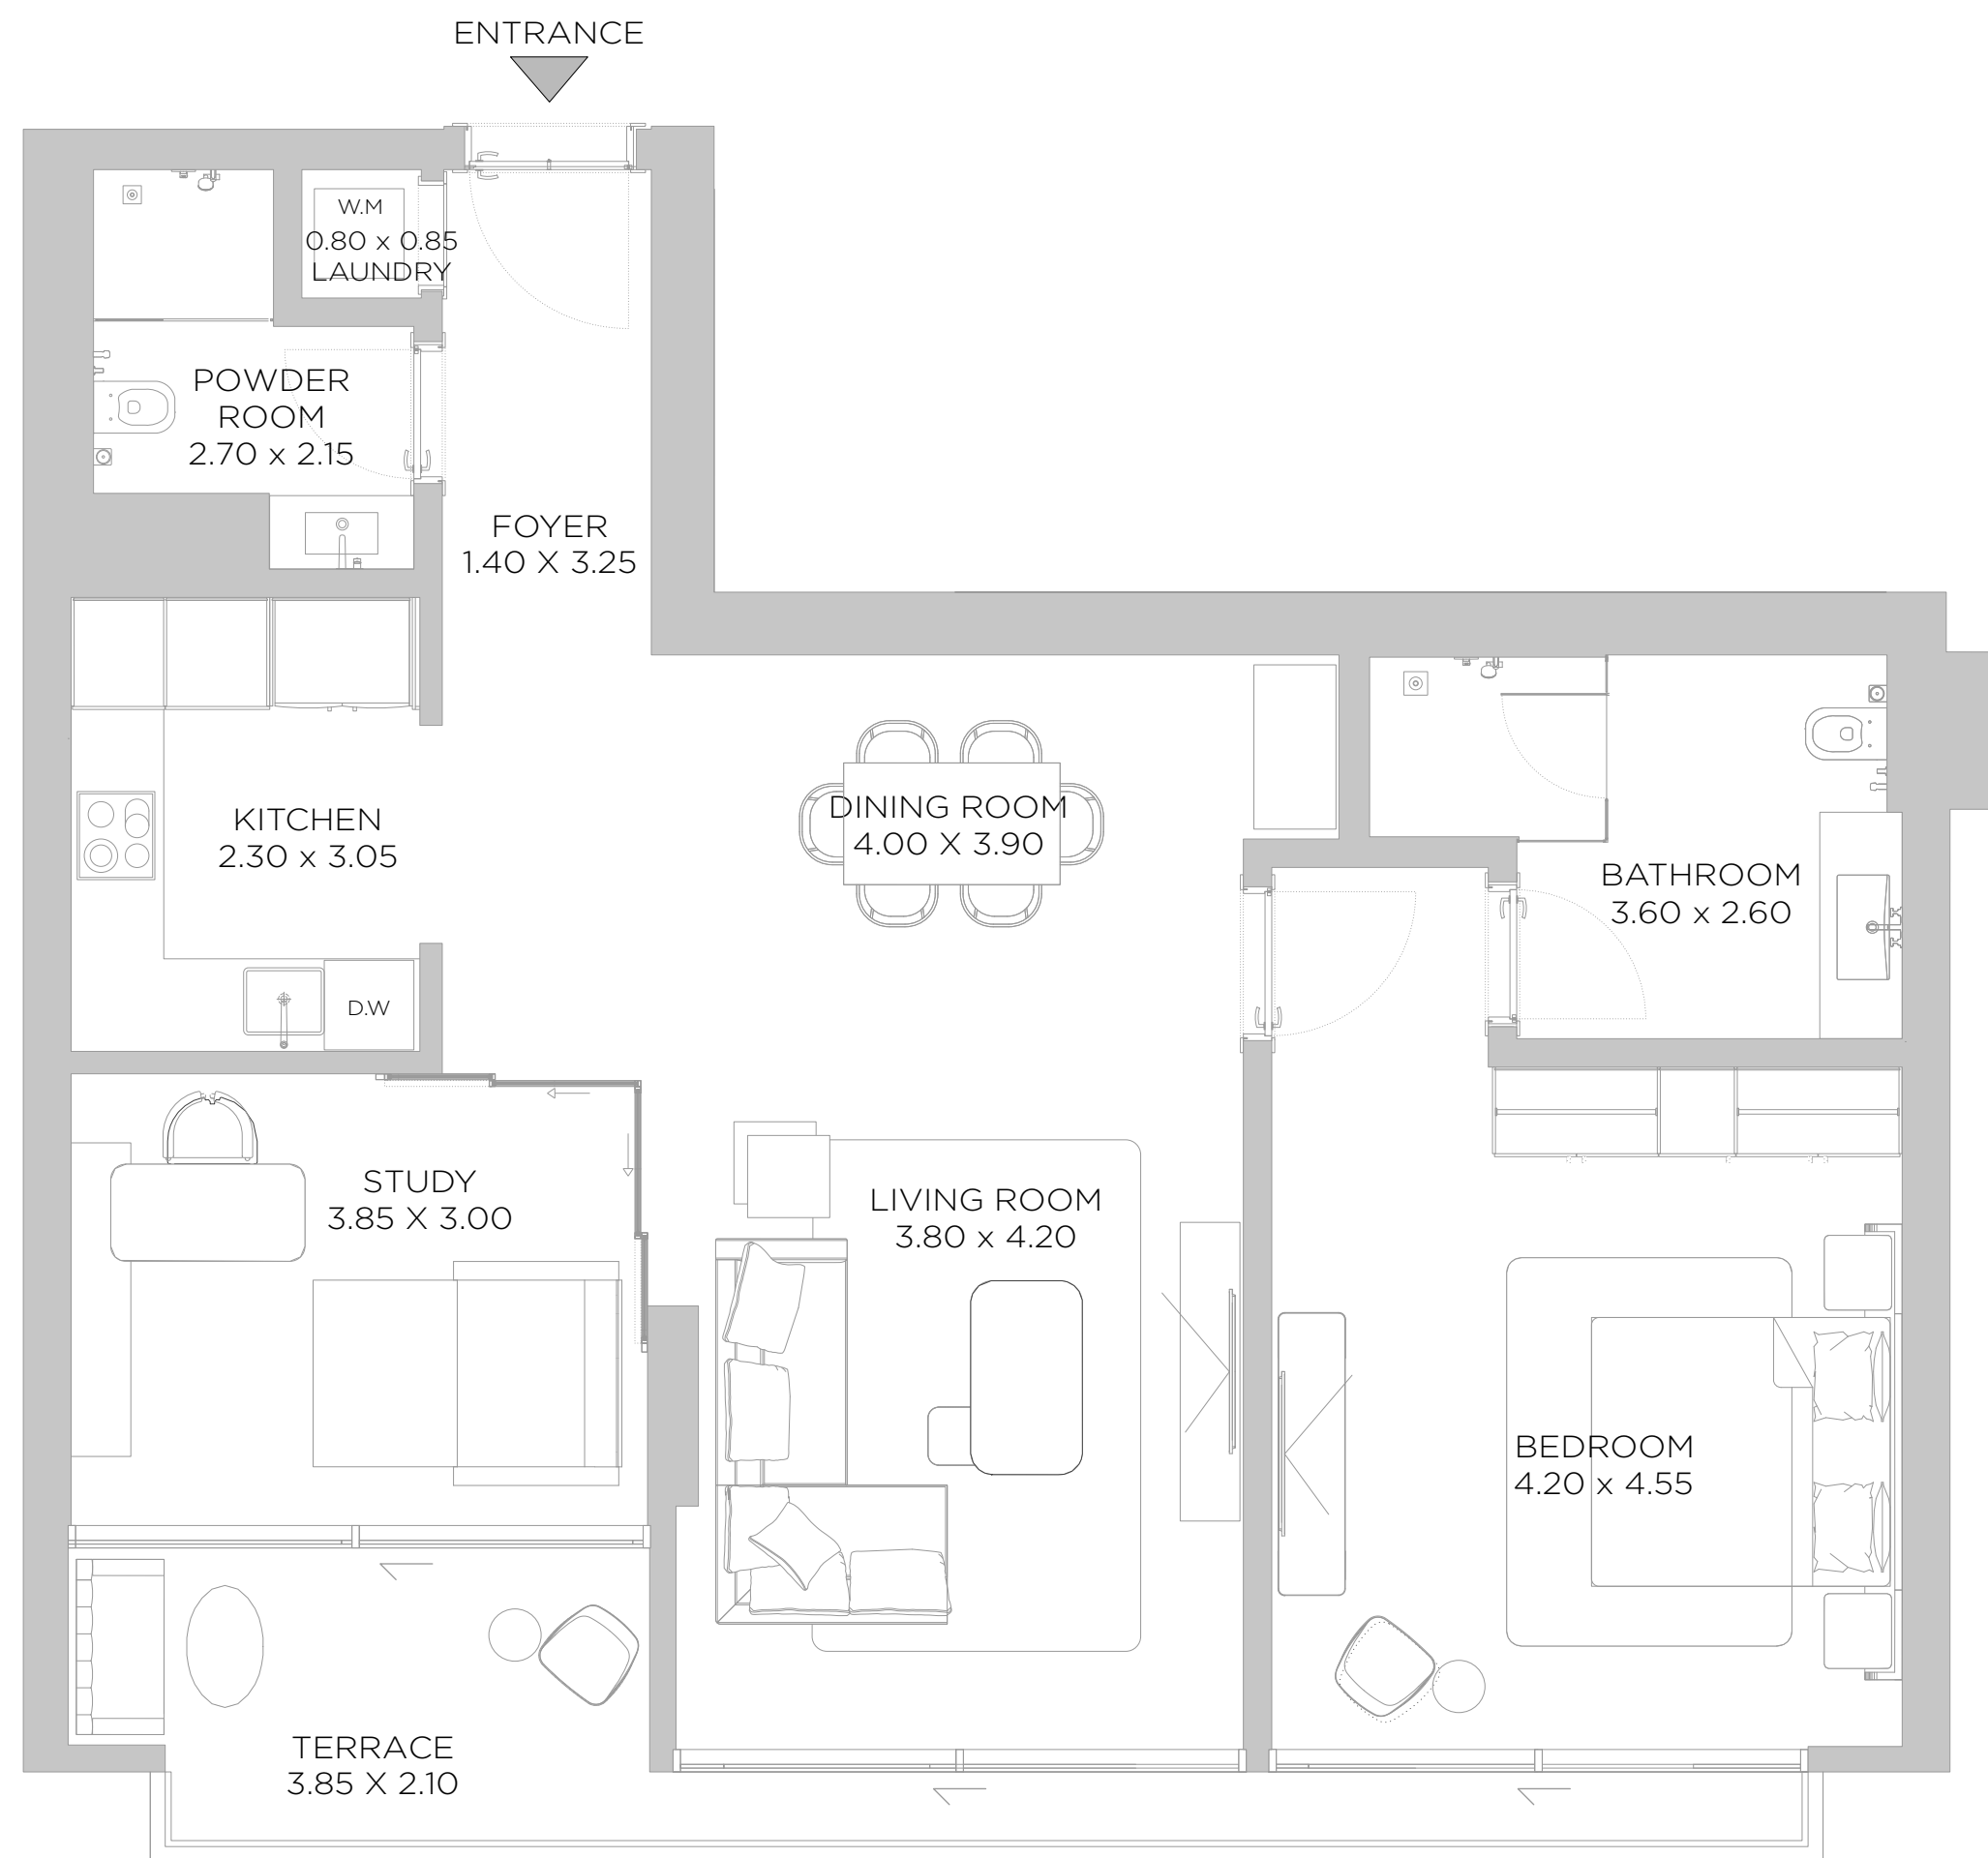 ENTRANCE
W.M
0.80 x 0.85
LAUNDRY
POWDER
ROOM
2.70 x 2.15
FOYER
1.40 X 3.25
KITCHEN
2.30 x 3.05
DINING ROOM
4.00 X 3.90
BATHROOM
3.60 x 2.60
D.W
STUDY
3.85 X 3.00
LIVING ROOM
3.80 x 4.20
BEDROOM
4.20 x 4.55
TERRACE
3.85 X 2.10